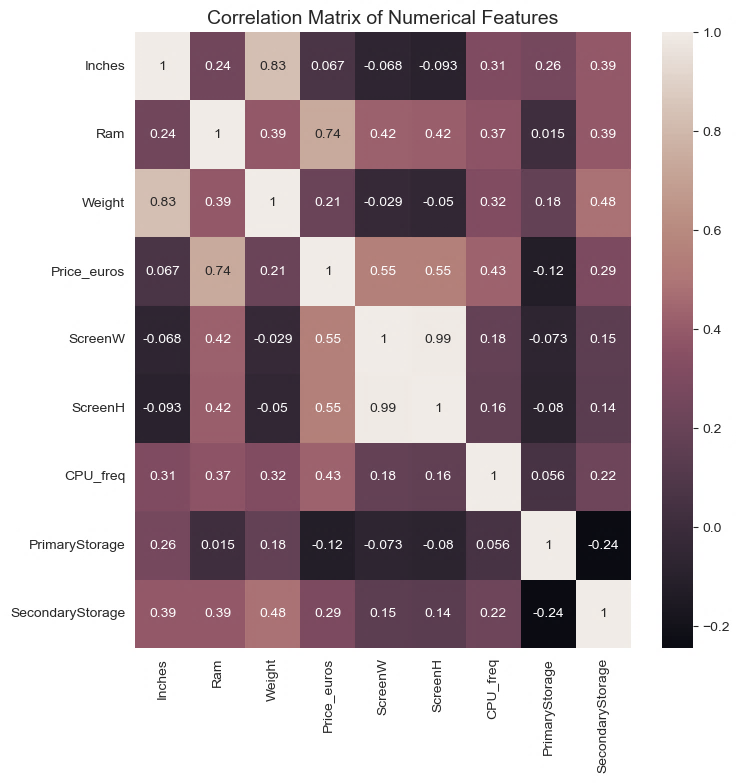 Correlation Matrix of Numerical Features
Inches 1 0.24 0.83 0.067 -0.068 -0.093 0.31 0.26 0.39
Ram 0.24 1 0.39 0.74 0.42 0.42 0.37 0.015 0.39
Weight 0.83 0.39 1 0.21 -0.029 -0.05 0.32 0.18 0.48
Price_euros 0.067 0.74 0.21 1 0.55 0.55 0.43 -0.12 0.29
ScreenW -0.068 0.42 -0.029 0.55 1 0.99 0.18 -0.073 0.15
ScreenH -0.093 0.42 -0.05 0.55 0.99 1 0.16 -0.08 0.14
CPU_freq 0.31 0.37 0.32 0.43 0.18 0.16 1 0.056 0.22
PrimaryStorage 0.26 0.015 0.18 -0.12 -0.073 -0.08 0.056 1 -0.24
SecondaryStorage 0.39 0.39 0.48 0.29 0.15 0.14 0.22 -0.24 1
Inches
Ram
Weight
Price_euros
ScreenW
ScreenH
CPU_freq
PrimaryStorage
SecondaryStorage
1.0
0.8
0.6
0.4
0.2
0.0
−0.2